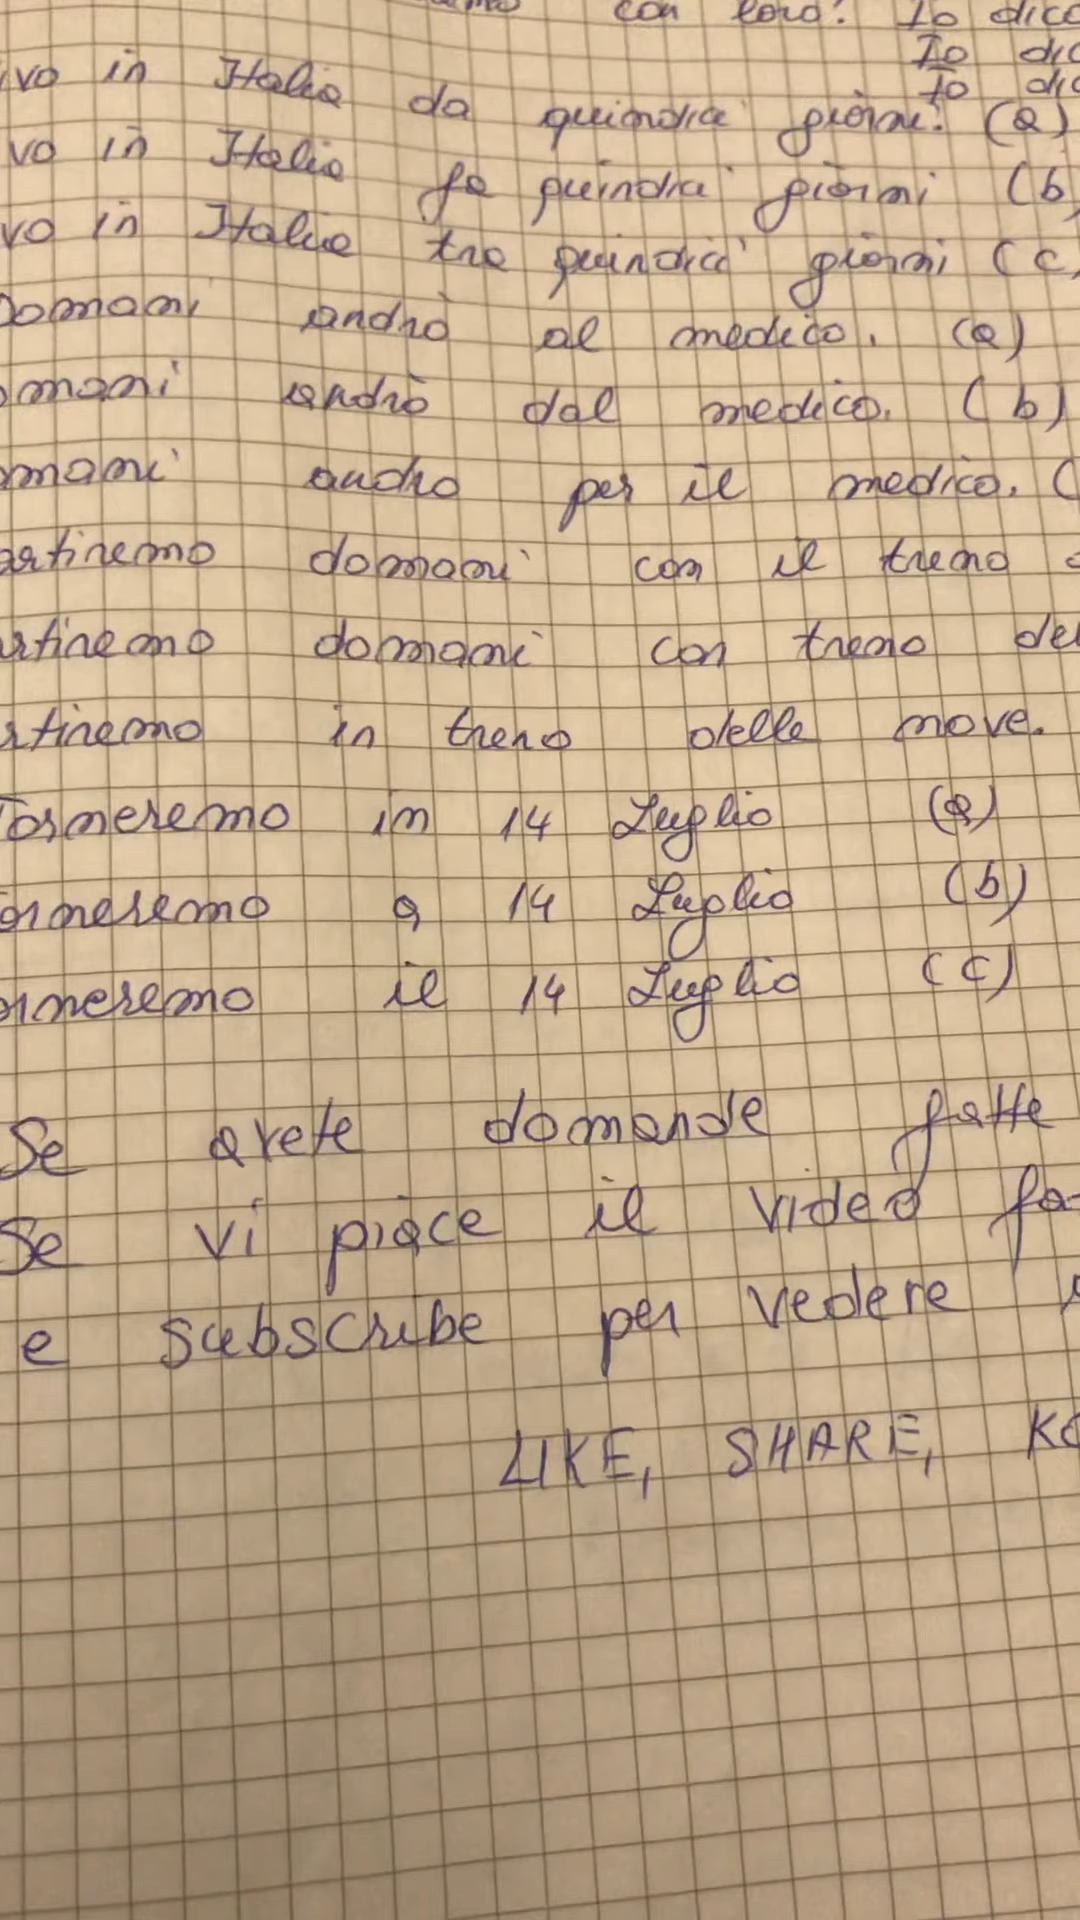 con loro. Io dico
Io dic
Io dic
ivo in Italia da quindici giorni. (a)
vo in Italia fa quindici giorni (b)
vo in Italia tra quindici giorni (c)
Domani andrò al medico. (a)
omani andrò dal medico. (b)
omani andrò per il medico. (
artiremo domani con il treno
artiremo domani con treno del
rtiremo in treno delle nove.
Torneremo in 14 Luglio (a)
orneremo a 14 Luglio (b)
orneremo il 14 Luglio (c)
Se avete domande fatte
Se vi piace il video fa
e subscribe per vedere
LIKE, SHARE, KO